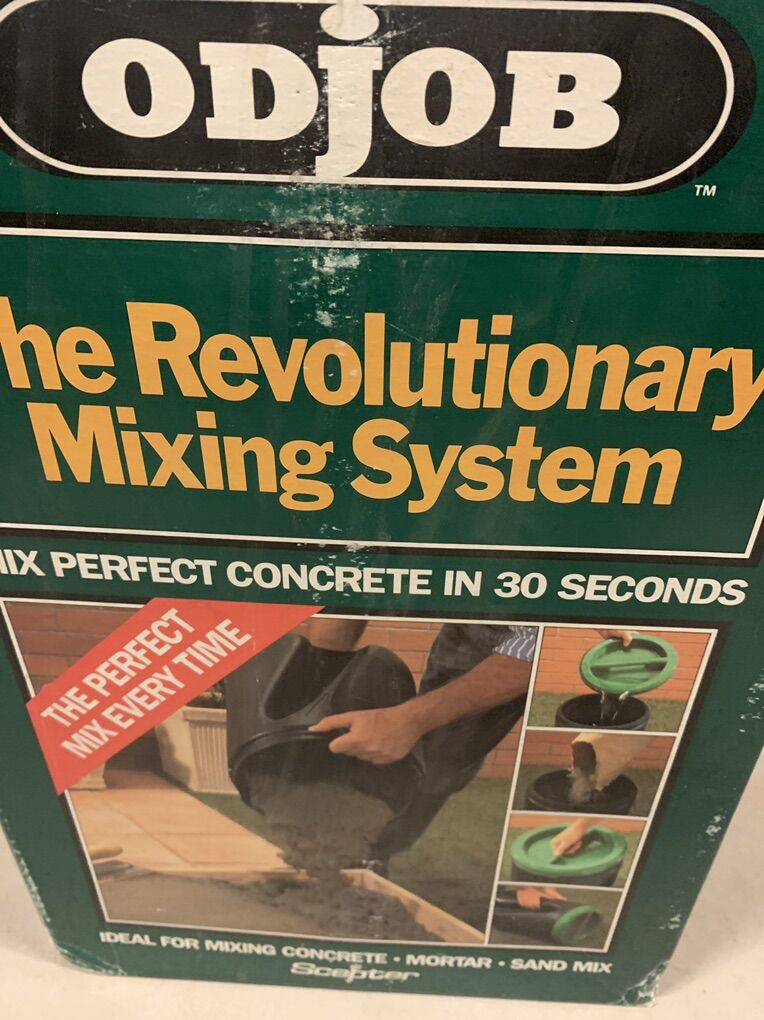 ODJOB
TM
he Revolutionary
Mixing System
IIX PERFECT CONCRETE IN 30 SECONDS
THE PERFECT
MIX EVERY TIME
IDEAL FOR MIXING CONCRETE • MORTAR • SAND MIX
Scepter